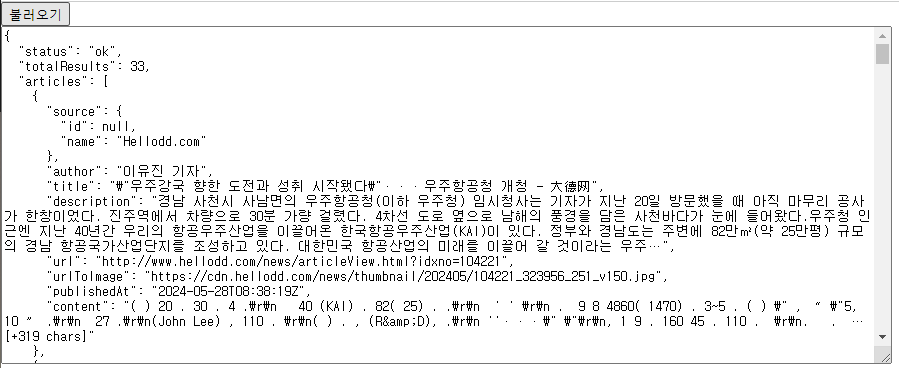 불러오기
{
"status": "ok",
"totalResults": 33,
"articles": [
{
"source": {
"id": null,
"name": "Hellodd.com"
},
"author": "이유진 기자",
"title": "₩"우주강국 향한 도전과 성취 시작됐다₩"···우주항공청 개청 - 大德网",
"description": "경남 사천시 사남면의 우주항공청(이하 우주청) 임시청사는 기자가 지난 20일 방문했을 때 아직 마무리 공사
가 한창이었다. 진주역에서 차량으로 30분 가량 걸렸다. 4차선 도로 옆으로 남해의 풍경을 담은 사천바다가 눈에 들어왔다.우주청 인
근엔 지난 40년간 우리의 항공우주산업을 이끌어온 한국항공우주산업(KAI)이 있다. 정부와 경남도는 주변에 82만㎡(약 25만평) 규모
의 경남 항공국가산업단지를 조성하고 있다. 대한민국 항공산업의 미래를 이끌어 갈 것이라는 우주…",
"url": "http://www.hellodd.com/news/articleView.html?idxno=104221",
"urlToImage": "https://cdn.hellodd.com/news/thumbnail/202405/104221_323956_251_v150.jpg",
"publishedAt": "2024-05-28T08:38:19Z",
"content": "( ) 20 . 30 . 4 .₩r₩n 40 (KAI) . 82( 25) . .₩r₩n ' ' ₩r₩n . 9 8 4860( 1470) . 3~5 . ( ) ₩" , “ ₩"5,
10 ” .₩r₩n 27 .₩r₩n(John Lee) , 110 . ₩r₩n( ) . , (R&amp;D), .₩r₩n ''···₩" ₩"₩r₩n, 1 9 . 160 45 . 110 . ₩r₩n. . …
[+319 chars]"
},